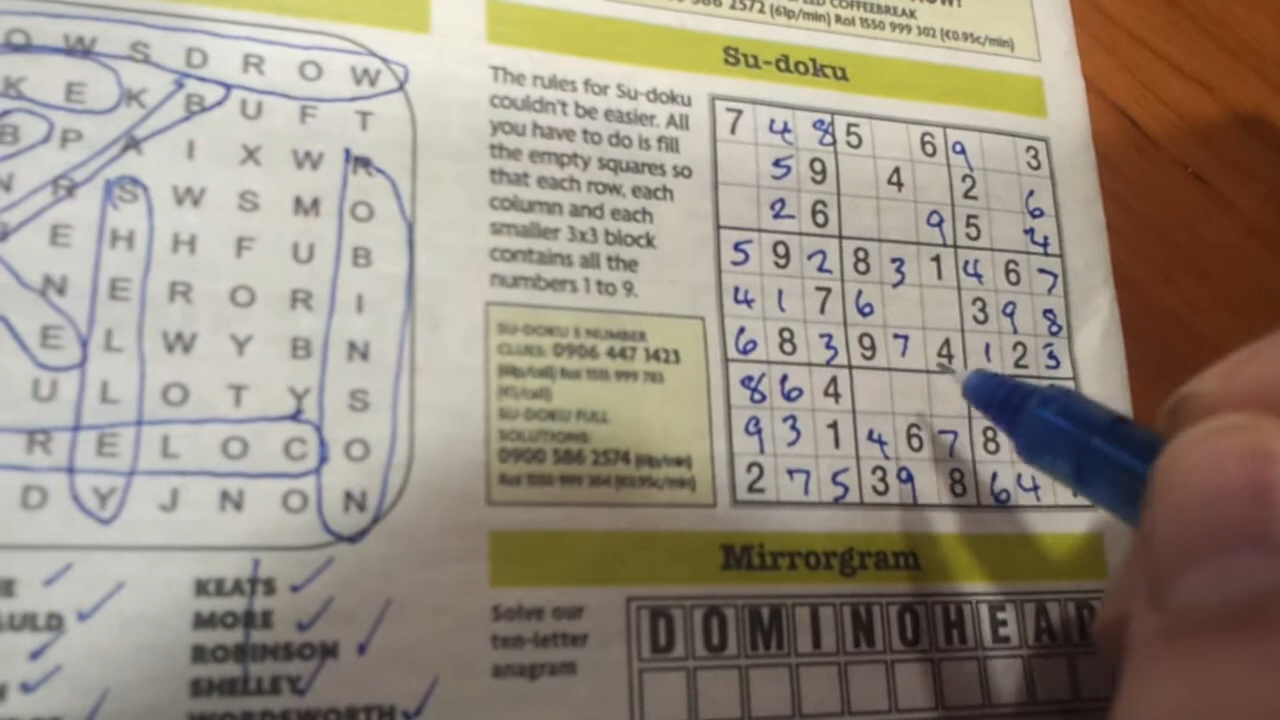 COFFEEBREAK
2572 (61p/min) RoI 1550 999 302 (€0.95c/min)
Q W S D R O W
K E K B U F T
B P A I X W R
R S W S M O
E H H F U B
N E R O R I
E L W Y B N
U L O T Y S
R E L O C O
D Y J N O N
KEATS
MORE
ROBINSON
SHELLEY
WORDSWORTH
Su-doku
The rules for Su-doku
couldn't be easier. All
you have to do is fill
the empty squares so
that each row, each
column and each
smaller 3x3 block
contains all the
numbers 1 to 9.
SU-DOKU 5 NUMBER
CLUES: 0906 447 1423
SU-DOKU FULL
SOLUTIONS:
0900 586 2574
7 4 8 5 6 9 3
5 9 4 2 6
2 6 9 5 4
5 9 2 8 3 1 4 6 7
4 1 7 6 3 9 8
6 8 3 9 7 4 1 2 3
8 6 4
9 3 1 4 6 7 8
2 7 5 3 9 8 6 4
Mirrorgram
Solve our
ten-letter
anagram
D O M I N O H E A